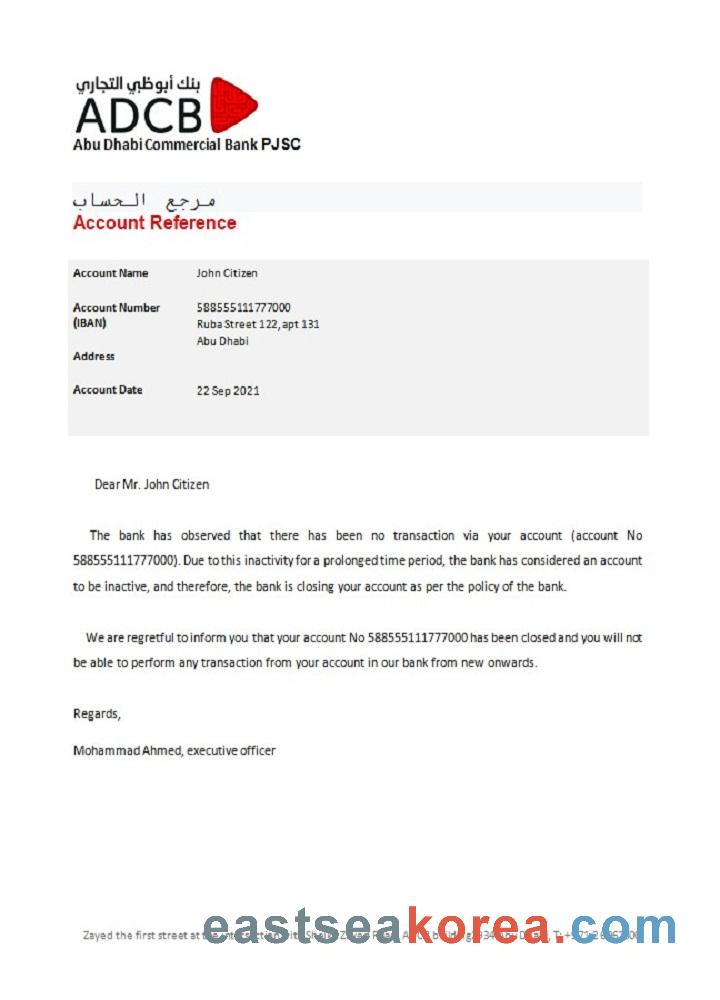 بنك أبوظبي التجاري
ADCB
Abu Dhabi Commercial Bank PJSC
مرجع الحساب
Account Reference
Account Name John Citizen
Account Number 588555111777000
(IBAN) Ruba Street 122, apt 131
Abu Dhabi
Address
Account Date 22 Sep 2021
Dear Mr. John Citizen
The bank has observed that there has been no transaction via your account (account No
588555111777000). Due to this inactivity for a prolonged time period, the bank has considered an account
to be inactive, and therefore, the bank is closing your account as per the policy of the bank.
We are regretful to inform you that your account No 588555111777000 has been closed and you will not
be able to perform any transaction from your account in our bank from new onwards.
Regards,
Mohammad Ahmed, executive officer
Zayed the first street at the
eastseakorea.com